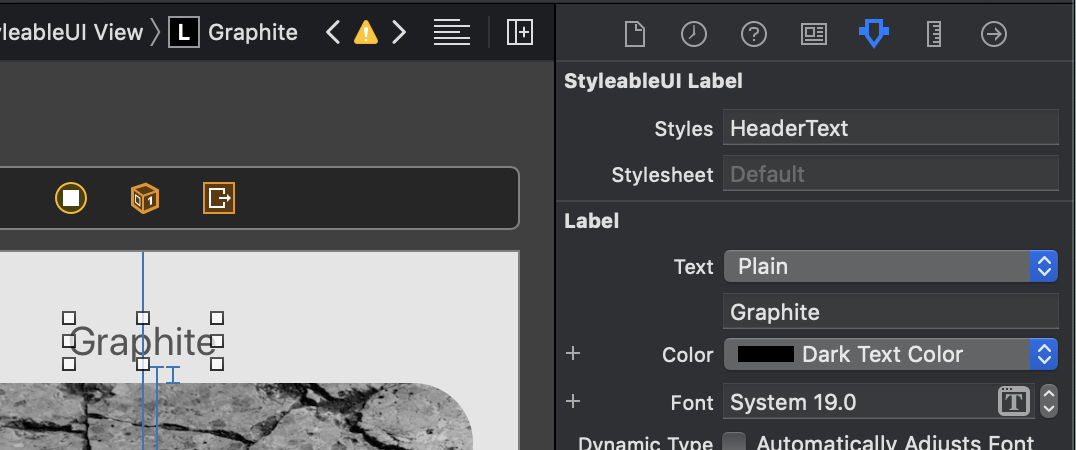 yleableUI View 〉 L Graphite
StyleableUI Label
Styles HeaderText
Stylesheet Default
Label
Text Plain
Graphite
Graphite
+ Color Dark Text Color
+ Font System 19.0 T
Dynamic Type Automatically Adjusts Font